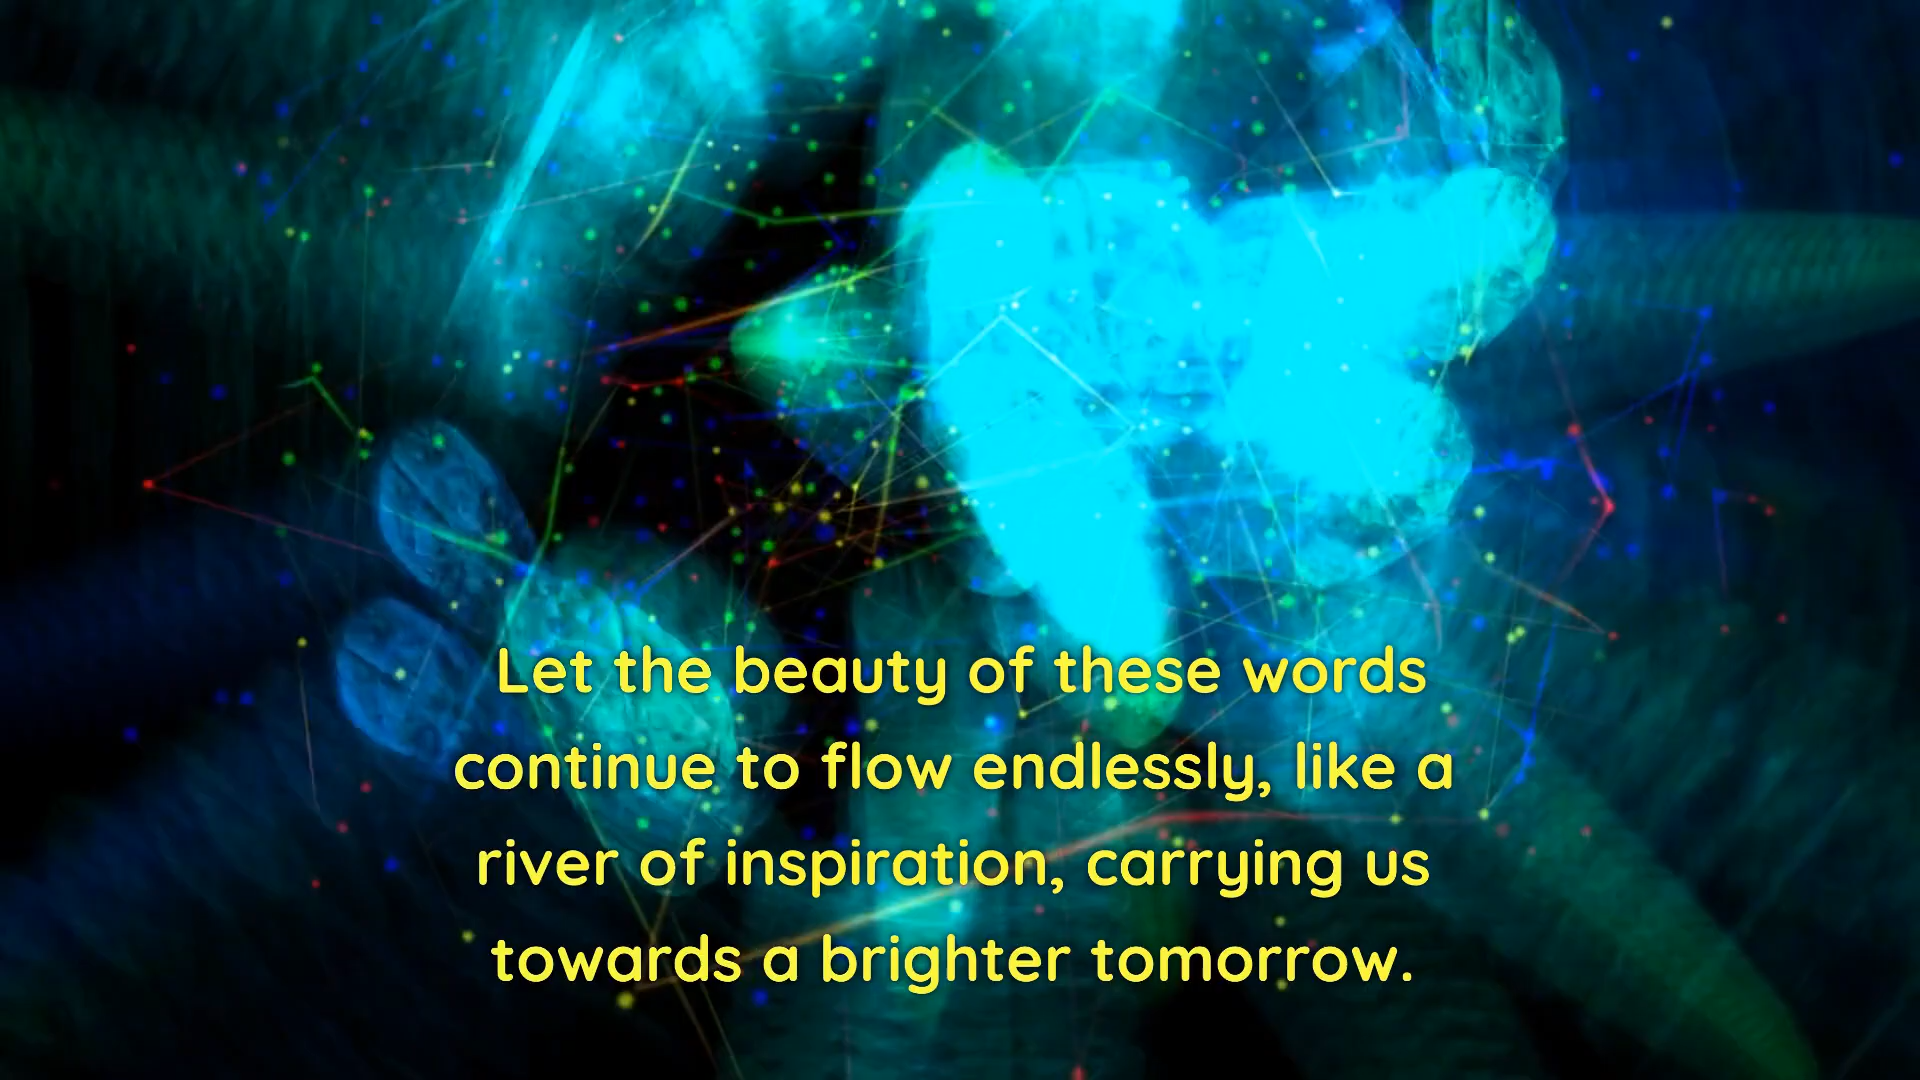 Let the beauty of these words
continue to flow endlessly, like a
river of inspiration, carrying us
towards a brighter tomorrow.